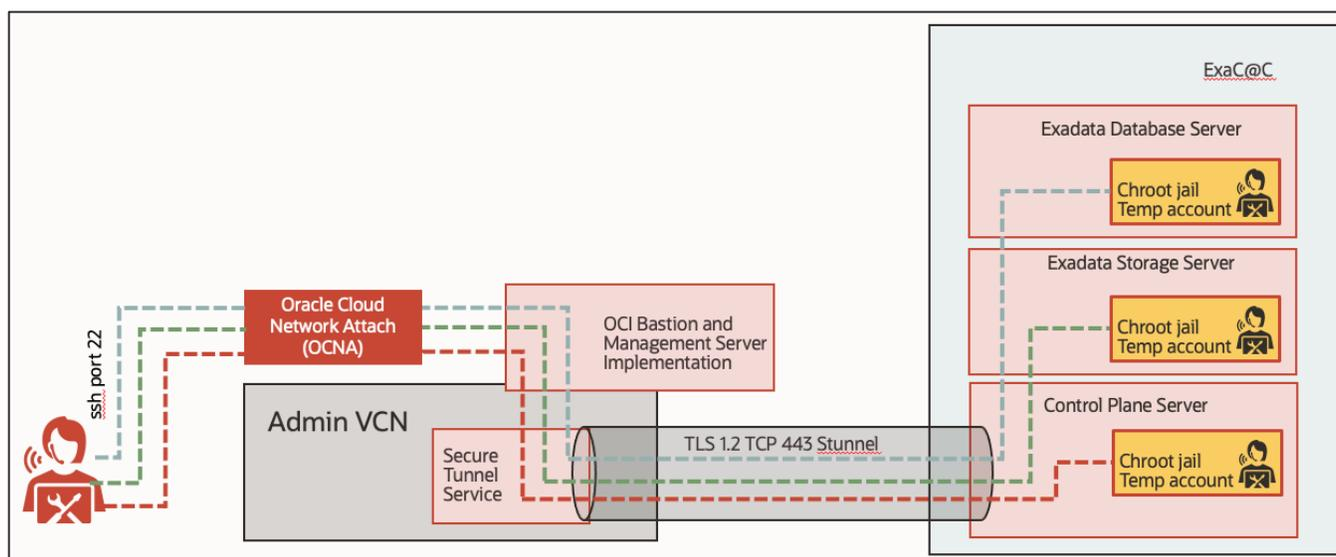 ExaC@C
Exadata Database Server
Chroot jail
Temp account
Exadata Storage Server
Chroot jail
Temp account
Control Plane Server
Chroot jail
Temp account
ssh port 22
Oracle Cloud
Network Attach
(OCNA)
OCI Bastion and
Management Server
Implementation
Admin VCN
Secure
Tunnel
Service
TLS 1.2 TCP 443 Stunnel